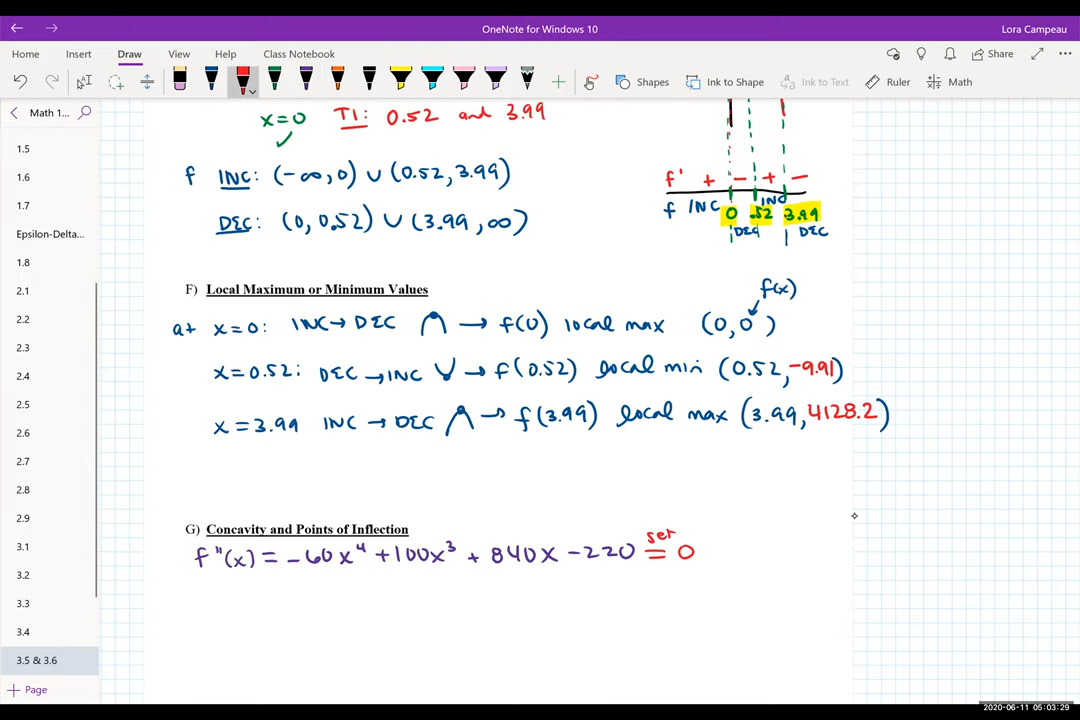 OneNote for Windows 10
Lora Campeau
Home Insert Draw View Help Class Notebook
Share
Shapes Ink to Shape Ink to Text Ruler Math
Math 1...
1.5
1.6
1.7
Epsilon-Delta...
1.8
2.1
2.2
2.3
2.4
2.5
2.6
2.7
2.8
2.9
3.1
3.2
3.3
3.4
3.5 & 3.6
Page
x=0 TI: 0.52 and 3.99
f INC: (-∞,0) ∪ (0.52,3.99)
DEC: (0,0.52) ∪ (3.99,∞)
f' + - + -
f INC 0 .52 INC 3.99
DEC DEC
F) Local Maximum or Minimum Values
f(x)
at x=0: INC→DEC → f(0) local max (0,0)
x=0.52: DEC→INC → f(0.52) local min (0.52,-9.91)
x=3.99 INC→DEC → f(3.99) local max (3.99,4128.2)
G) Concavity and Points of Inflection
f"(x) = -60x⁴ +100x³ + 840x -220 set = 0
2020-06-11 05:03:29